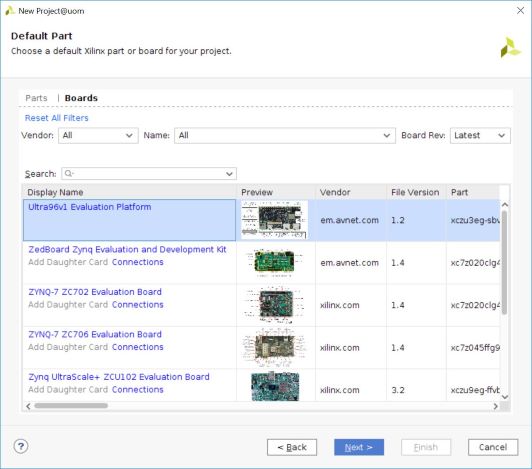 New Project@uom
Default Part
Choose a default Xilinx part or board for your project.
Parts | Boards
Reset All Filters
Vendor: All Name: All Board Rev: Latest
Search: Q-
Display Name Preview Vendor File Version Part
Ultra96v1 Evaluation Platform em.avnet.com 1.2 xczu3eg-sbv
ZedBoard Zynq Evaluation and Development Kit
Add Daughter Card Connections em.avnet.com 1.4 xc7z020clg4
ZYNQ-7 ZC702 Evaluation Board
Add Daughter Card Connections xilinx.com 1.4 xc7z020clg4
ZYNQ-7 ZC706 Evaluation Board
Add Daughter Card Connections xilinx.com 1.4 xc7z045ffg9
Zynq UltraScale+ ZCU102 Evaluation Board
Add Daughter Card Connections xilinx.com 3.2 xczu9eg-ffvb
? < Back Next > Finish Cancel